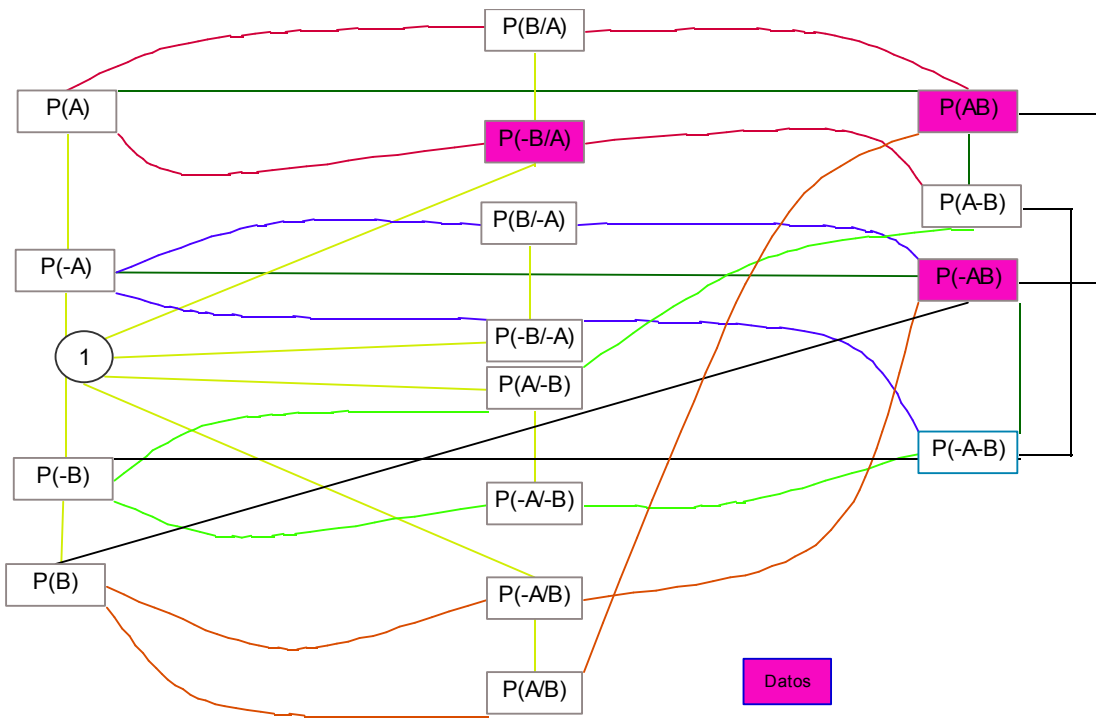 P(B/A)
P(A)
P(AB)
P(-B/A)
P(A-B)
P(B/-A)
P(-A)
P(-AB)
P(-B/-A)
1
P(A/-B)
P(-A-B)
P(-B)
P(-A/-B)
P(B)
P(-A/B)
P(A/B)
Datos